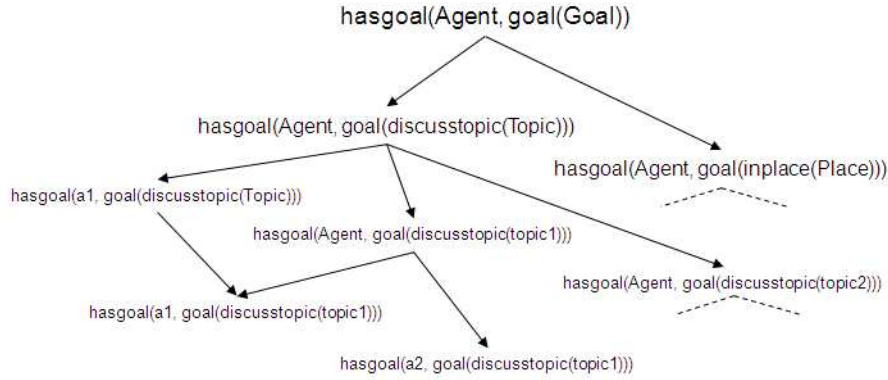 hasgoal(Agent, goal(Goal))
hasgoal(Agent, goal(discusstopic(Topic)))
hasgoal(Agent, goal(inplace(Place)))
hasgoal(a1, goal(discusstopic(Topic)))
hasgoal(Agent, goal(discusstopic(topic1)))
hasgoal(Agent, goal(discusstopic(topic2)))
hasgoal(a1, goal(discusstopic(topic1)))
hasgoal(a2, goal(discusstopic(topic1)))